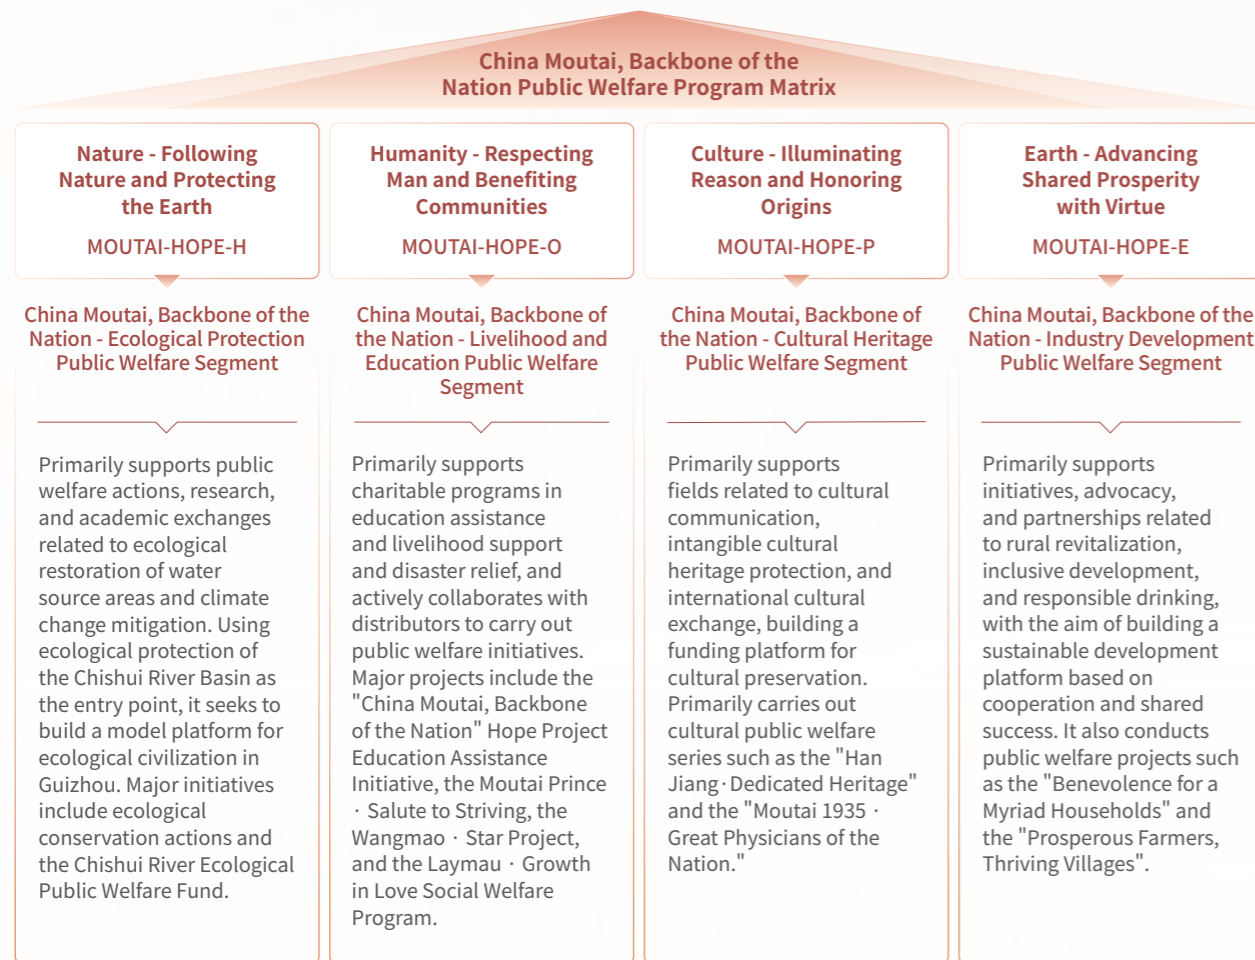 China Moutai, Backbone of the
Nation Public Welfare Program Matrix
Nature - Following
Nature and Protecting
the Earth
MOUTAI-HOPE-H
China Moutai, Backbone of the
Nation - Ecological Protection
Public Welfare Segment
Primarily supports public
welfare actions, research,
and academic exchanges
related to ecological
restoration of water
source areas and climate
change mitigation. Using
ecological protection of
the Chishui River Basin as
the entry point, it seeks to
build a model platform for
ecological civilization in
Guizhou. Major initiatives
include ecological
conservation actions and
the Chishui River Ecological
Public Welfare Fund.
Humanity - Respecting
Man and Benefiting
Communities
MOUTAI-HOPE-O
China Moutai, Backbone of
the Nation - Livelihood and
Education Public Welfare
Segment
Primarily supports
charitable programs in
education assistance
and livelihood support
and disaster relief, and
actively collaborates with
distributors to carry out
public welfare initiatives.
Major projects include the
"China Moutai, Backbone
of the Nation" Hope Project
Education Assistance
Initiative, the Moutai Prince
· Salute to Striving, the
Wangmao · Star Project,
and the Laymau · Growth
in Love Social Welfare
Program.
Culture - Illuminating
Reason and Honoring
Origins
MOUTAI-HOPE-P
China Moutai, Backbone of
the Nation - Cultural Heritage
Public Welfare Segment
Primarily supports
fields related to cultural
communication,
intangible cultural
heritage protection, and
international cultural
exchange, building a
funding platform for
cultural preservation.
Primarily carries out
cultural public welfare
series such as the "Han
Jiang·Dedicated Heritage"
and the "Moutai 1935 ·
Great Physicians of the
Nation."
Earth - Advancing
Shared Prosperity
with Virtue
MOUTAI-HOPE-E
China Moutai, Backbone of the
Nation - Industry Development
Public Welfare Segment
Primarily supports
initiatives, advocacy,
and partnerships related
to rural revitalization,
inclusive development,
and responsible drinking,
with the aim of building a
sustainable development
platform based on
cooperation and shared
success. It also conducts
public welfare projects such
as the "Benevolence for a
Myriad Households" and
the "Prosperous Farmers,
Thriving Villages".